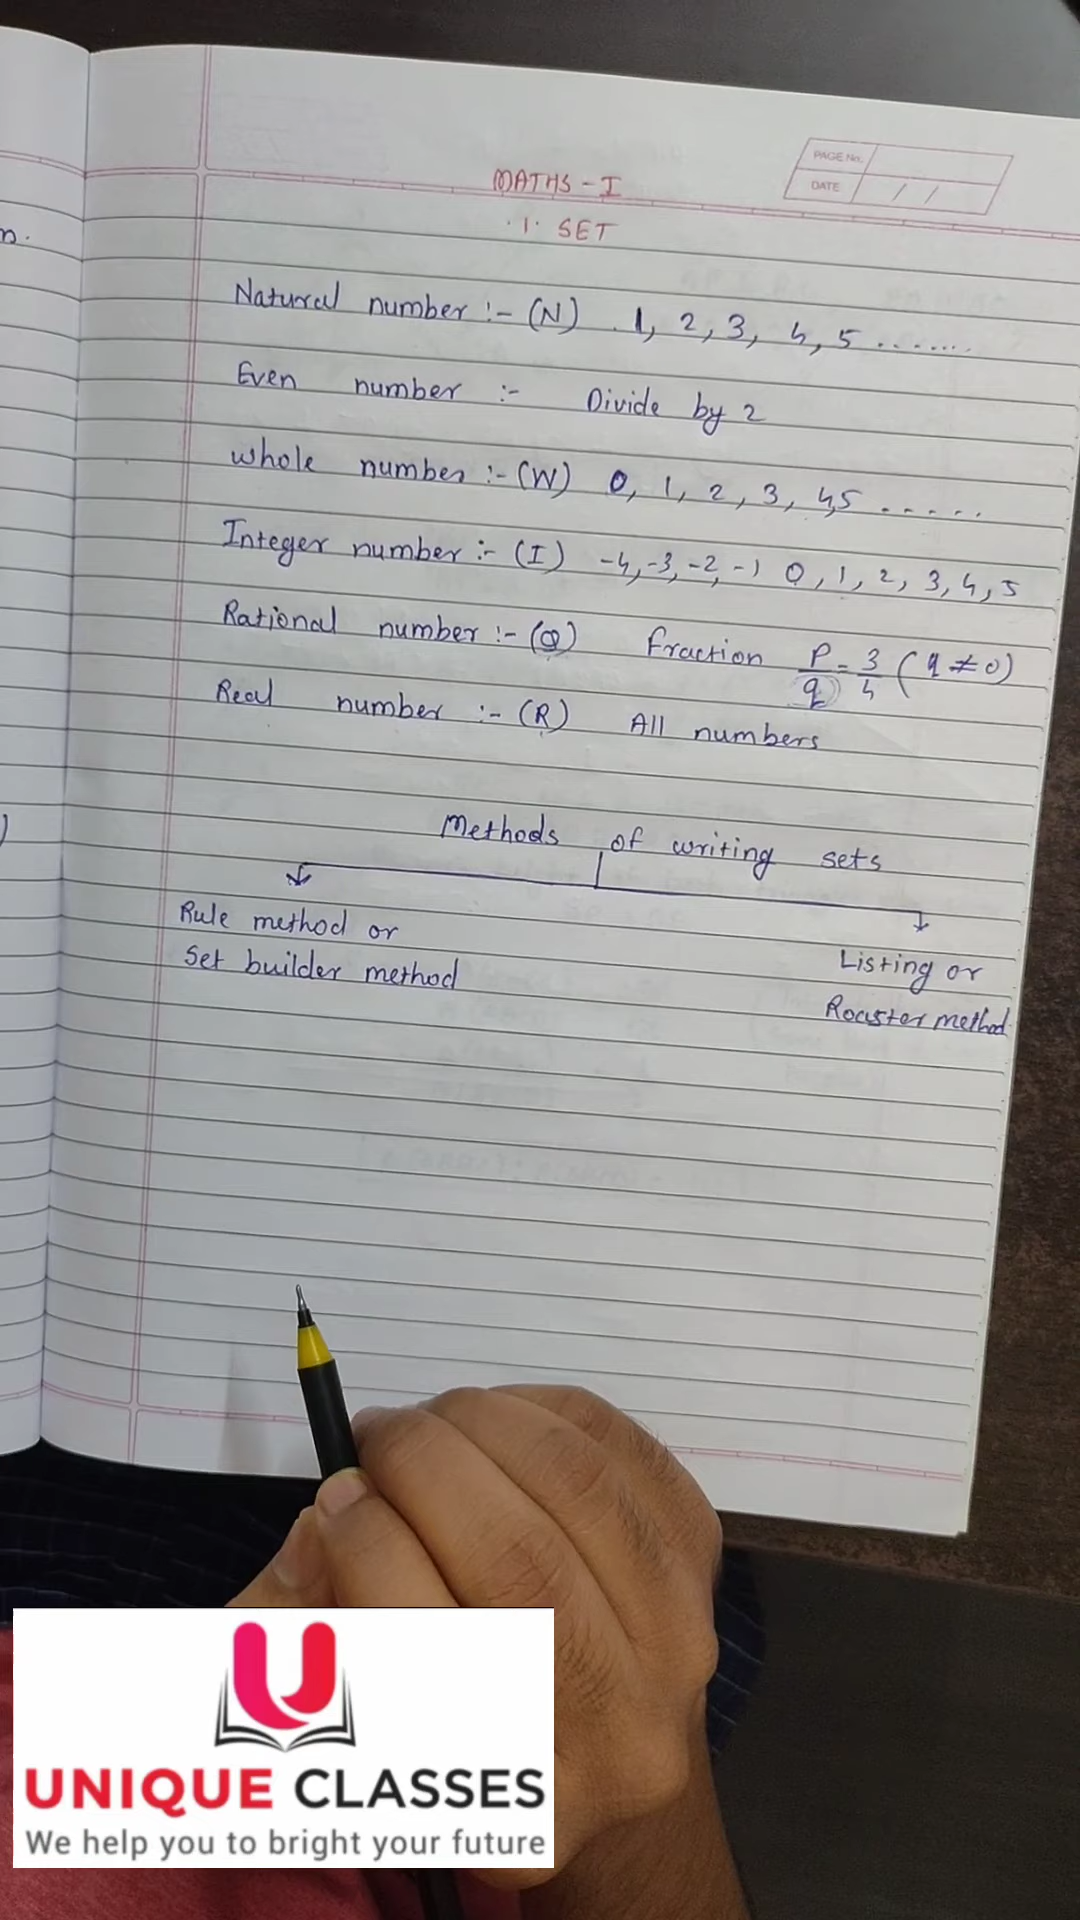 PAGE No.
DATE / /
MATHS - I
1. SET
n.
Natural number :- (N) 1, 2, 3, 4, 5 .......
Even number :- Divide by 2
Whole number :- (W) 0, 1, 2, 3, 4,5 .....
Integer number :- (I) -4,-3,-2,-1 0, 1, 2, 3, 4, 5
Rational number :- (Q) fraction P/q = 3/4 (q ≠ 0)
Real number :- (R) All numbers
)
Methods of writing sets
Rule method or
Set builder method
Listing or
Roaster method
U
UNIQUE CLASSES
We help you to bright your future